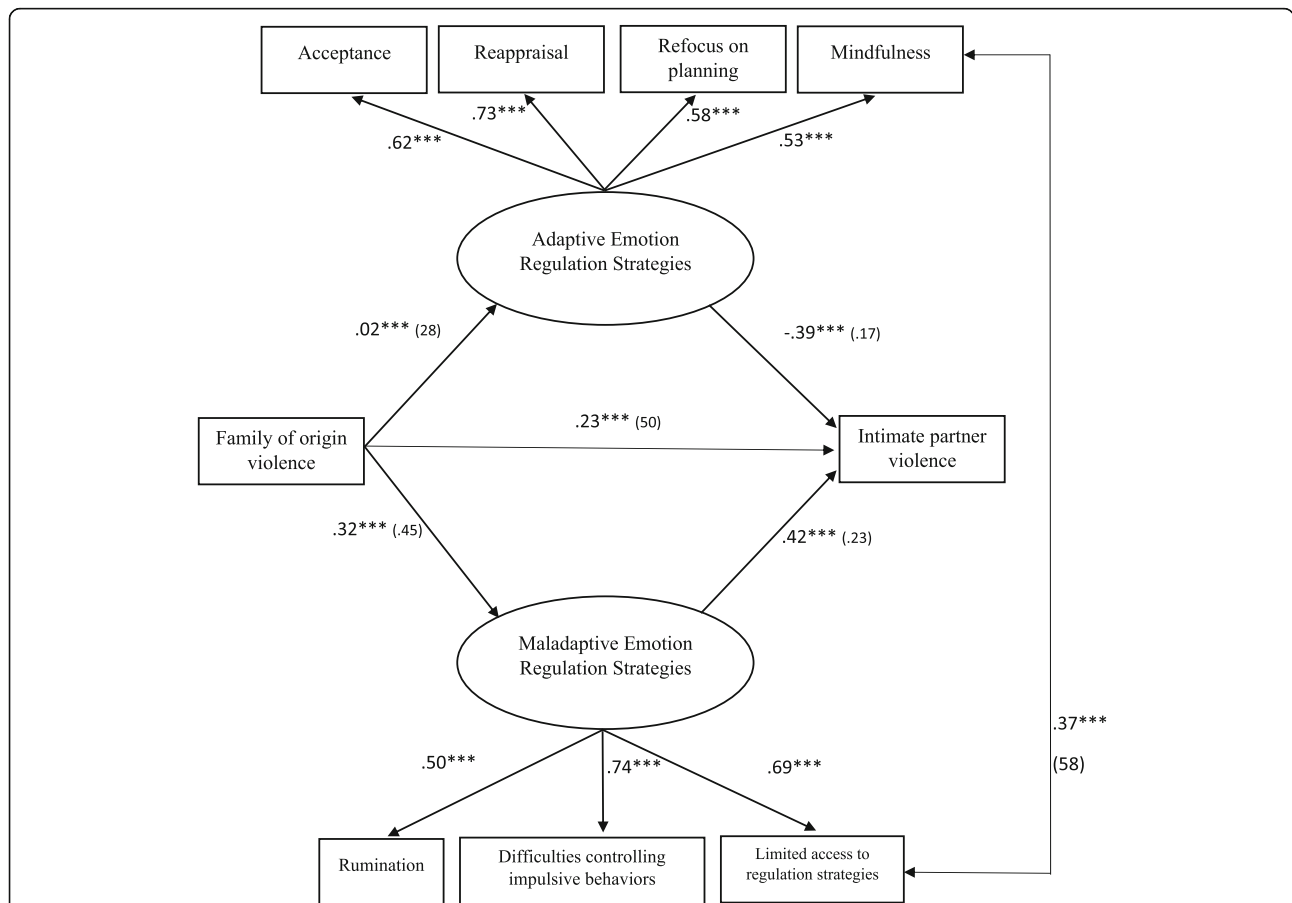 Acceptance
Reappraisal
Refocus on
planning
Mindfulness
.62***
.73***
.58***
.53***
Adaptive Emotion
Regulation Strategies
.02*** (28)
-.39*** (.17)
Family of origin
violence
.23*** (50)
Intimate partner
violence
.32*** (.45)
.42*** (.23)
Maladaptive Emotion
Regulation Strategies
.37***
(58)
.50***
.74***
.69***
Rumination
Difficulties controlling
impulsive behaviors
Limited access to
regulation strategies